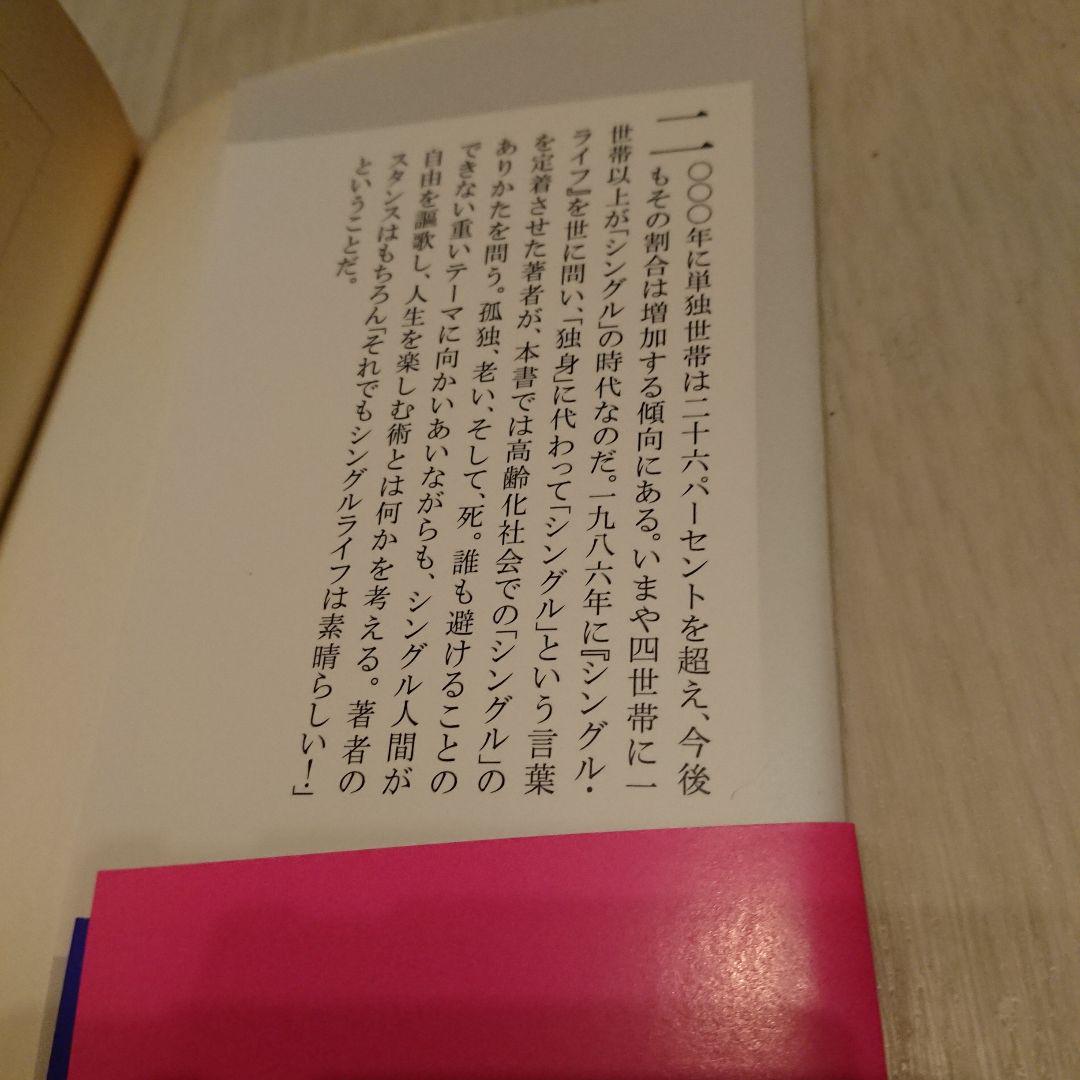 二〇〇〇年に単独世帯は二十六パーセントを超え、今後
もその割合は増加する傾向にある。いまや四世帯に一
世帯以上が「シングル」の時代なのだ。一九八六年に『シングル・
ライフ』を世に問い、「独身」に代わって「シングル」という言葉
を定着させた著者が、本書では高齢化社会での「シングル」の
ありかたを問う。孤独、老い、そして、死。誰も避けることの
できない重いテーマに向かいあいながらも、シングル人間が
自由を謳歌し、人生を楽しむ術とは何かを考える。著者の
スタンスはもちろん「それでもシングルライフは素晴らしい！」
ということだ。